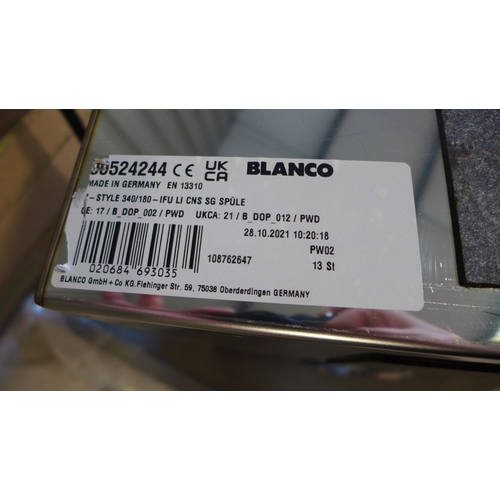 00524244 CE UK CA BLANCO
MADE IN GERMANY EN 13310
-STYLE 340/180-IFU LI CNS SG SPÜLE
CE: 17 / B_DOP_002 / PWD UKCA: 21 / B_DOP_012 / PWD
28.10.2021 10:20:18
PW02
108762647
13 St
020684 693035
BLANCO GmbH + Co KG.Flehinger Str. 59, 75038 Oberderdingen GERMANY